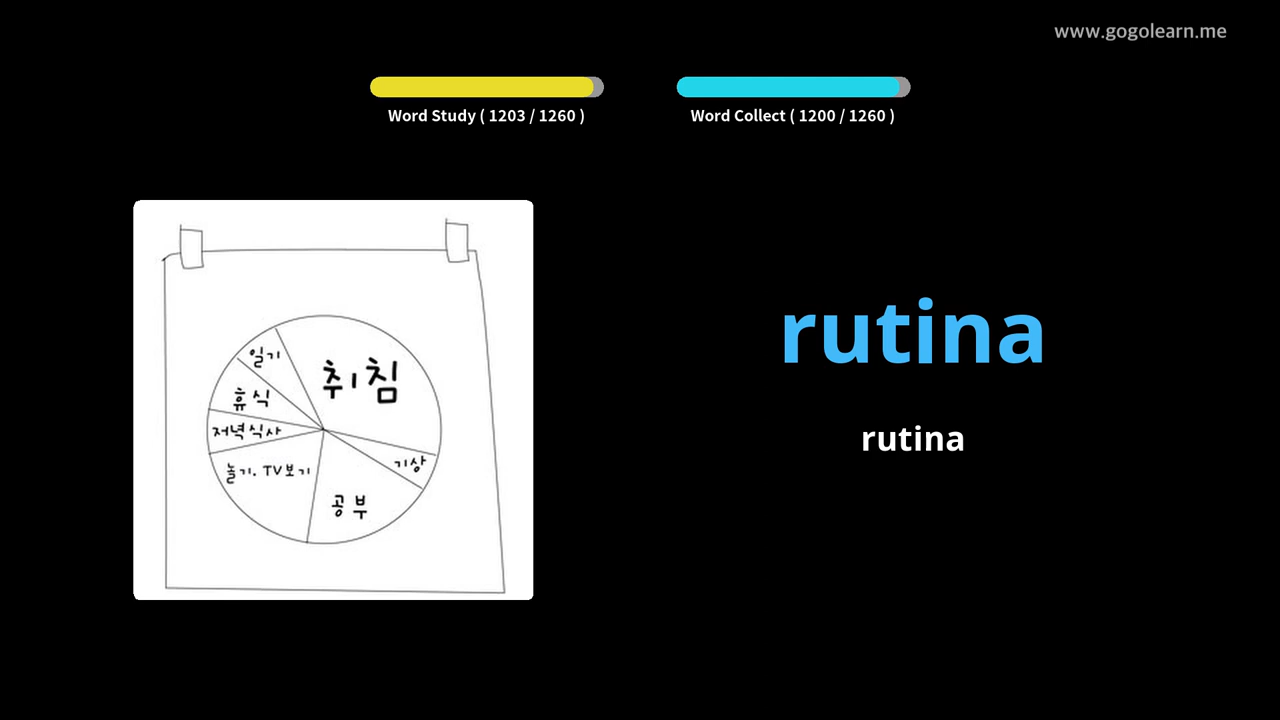 www.gogolearn.me
Word Study ( 1203 / 1260 )
Word Collect ( 1200 / 1260 )
일기
취침
휴식
저녁식사
기상
놀기. TV보기
공부
rutina
rutina